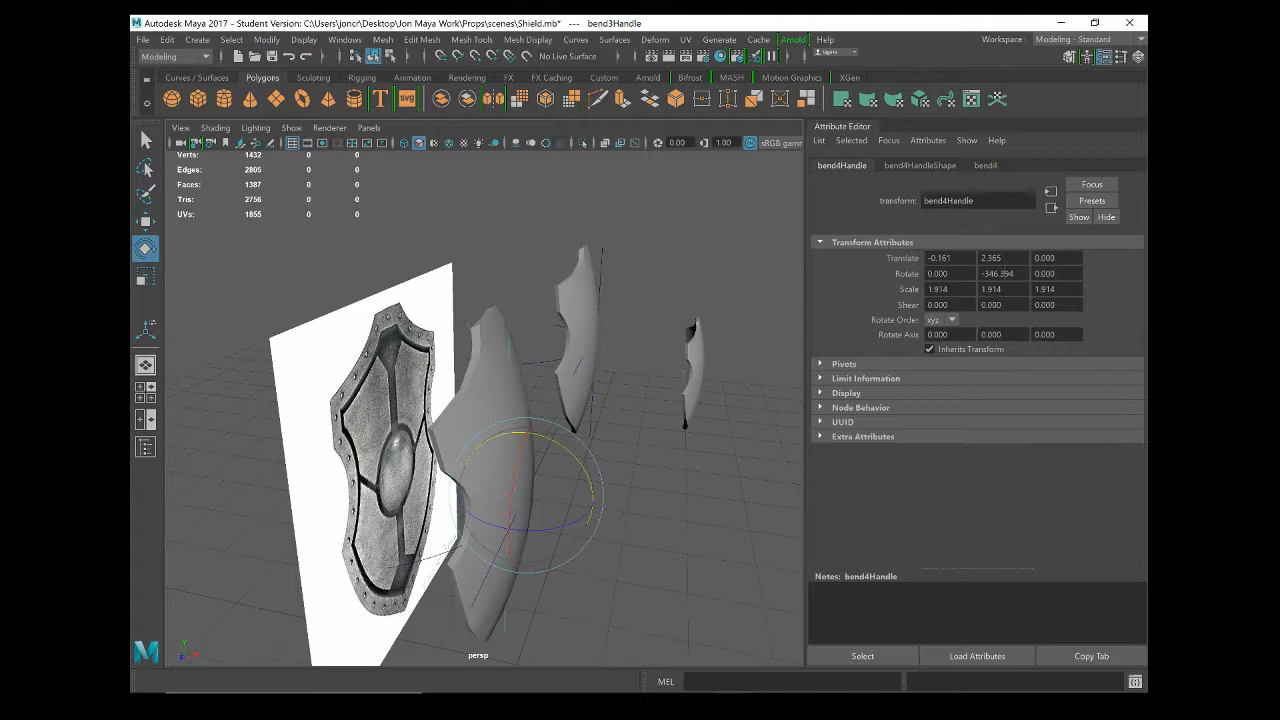 Autodesk Maya 2017 - Student Version: C:\Users\joncr\Desktop\Jon Maya Work\Props\scenes\Shield.mb* --- bend3Handle
File Edit Create Select Modify Display Windows Mesh Edit Mesh Mesh Tools Mesh Display Curves Surfaces Deform UV Generate Cache Arnold Help
Workspace : Modeling - Standard
Modeling
No Live Surface
Sign In
Curves / Surfaces Polygons Sculpting Rigging Animation Rendering FX FX Caching Custom Arnold Bifrost MASH Motion Graphics XGen
T svg
View Shading Lighting Show Renderer Panels
0.00 1.00 sRGB gamm
Verts: 1432 0 0
Edges: 2805 0 0
Faces: 1387 0 0
Tris: 2756 0 0
UVs: 1855 0 0
persp
Attribute Editor
List Selected Focus Attributes Show Help
bend4Handle bend4HandleShape bend4
transform: bend4Handle
Focus
Presets
Show Hide
Transform Attributes
Translate -0.161 2.365 0.000
Rotate 0.000 -346.394 0.000
Scale 1.914 1.914 1.914
Shear 0.000 0.000 0.000
Rotate Order xyz
Rotate Axis 0.000 0.000 0.000
Inherits Transform
Pivots
Limit Information
Display
Node Behavior
UUID
Extra Attributes
Notes: bend4Handle
Select Load Attributes Copy Tab
MEL